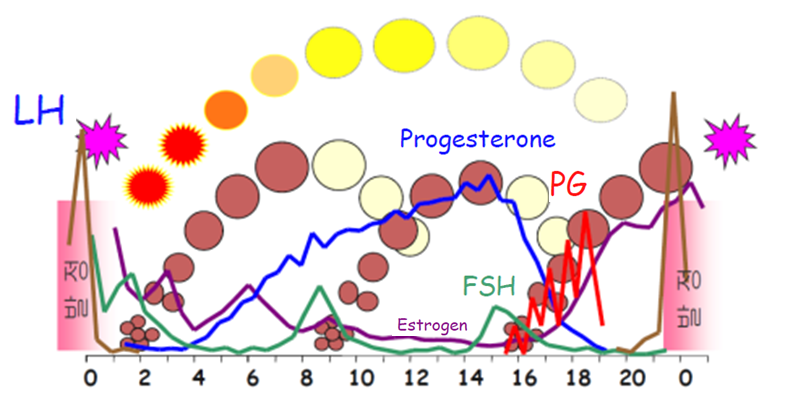 LH
Progesterone
PG
FSH
Estrogen
발 정
발 정
0 2 4 6 8 10 12 14 16 18 20 0